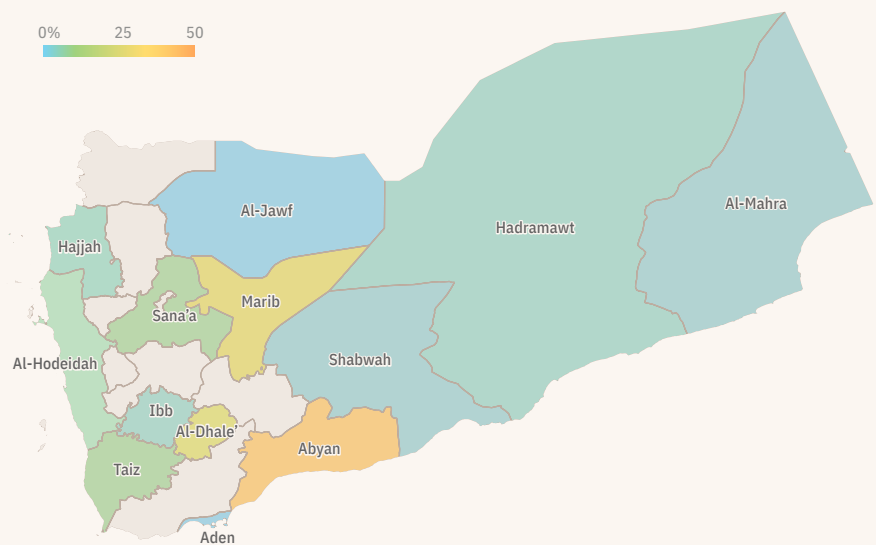 0% 25 50
Al-Jawf
Al-Mahra
Hadramawt
Hajjah
Marib
Sana'a
Shabwah
Al-Hodeidah
Ibb
Al-Dhale'
Abyan
Taiz
Aden